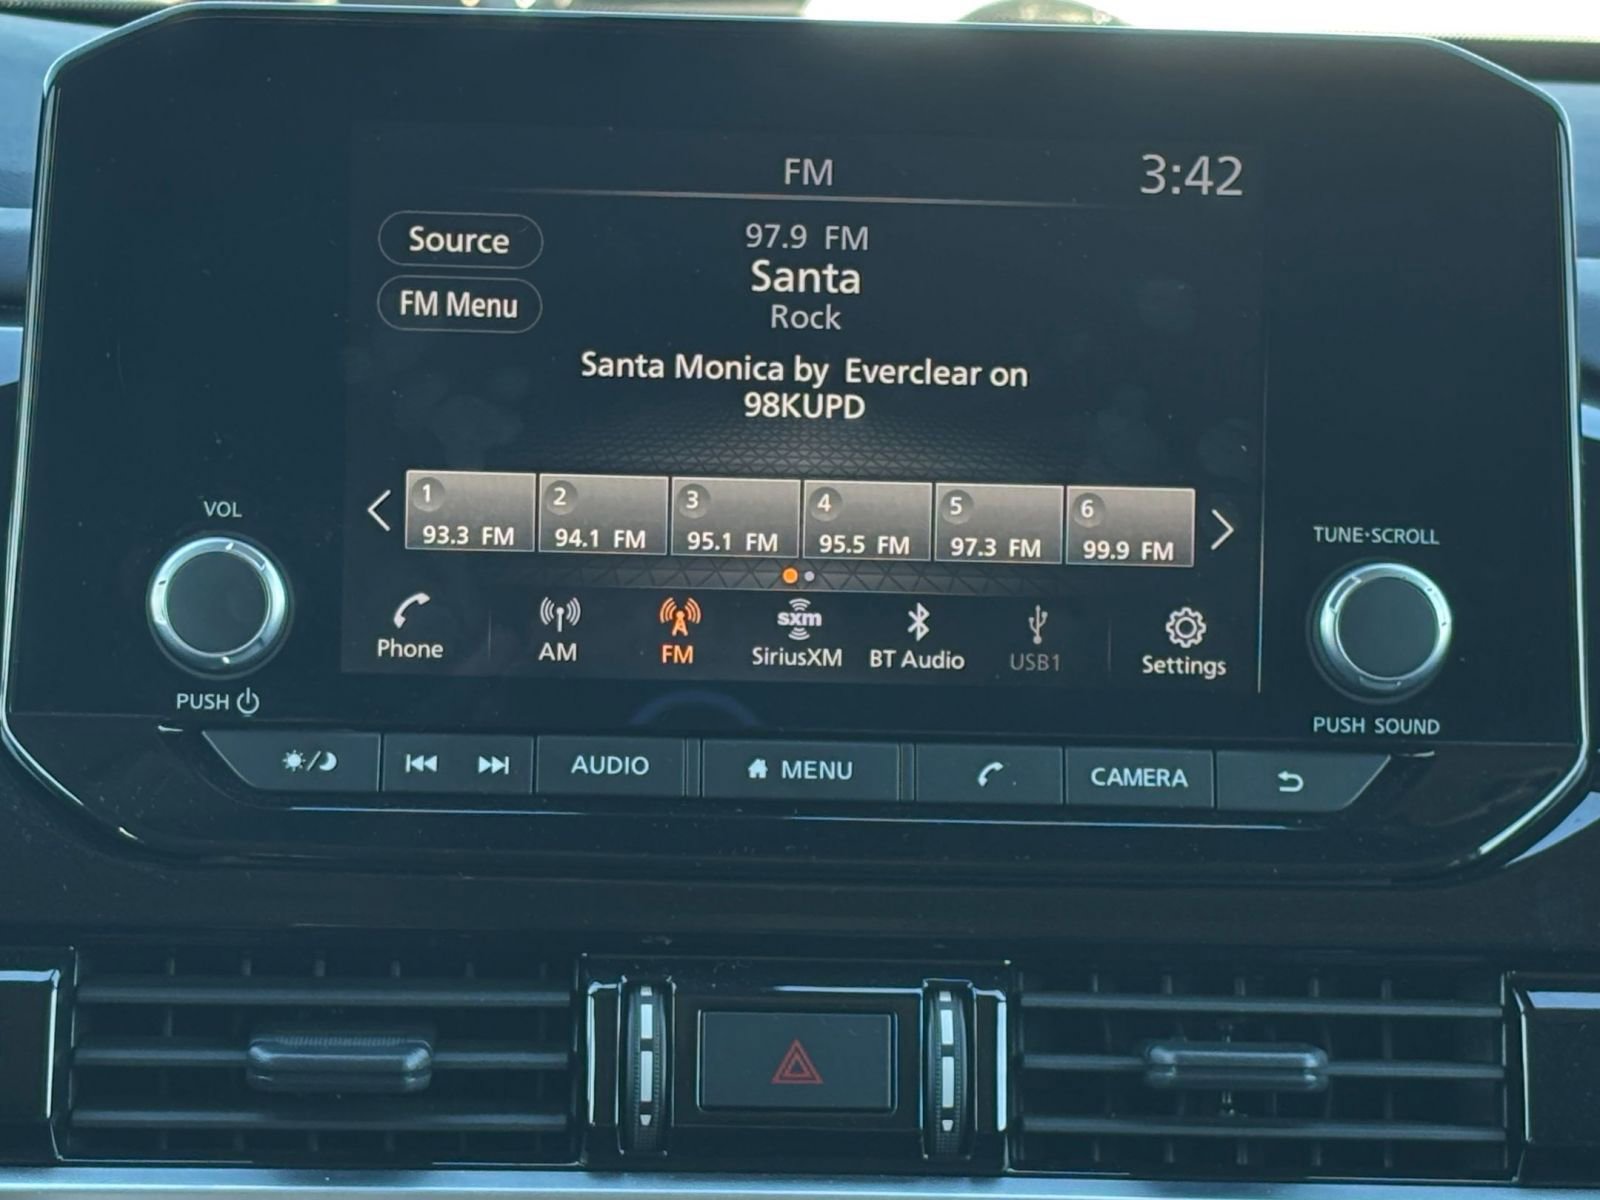 FM
3:42
Source
97.9 FM
Santa
FM Menu
Rock
Santa Monica by Everclear on
98KUPD
1
2
3
4
5
6
93.3 FM
94.1 FM
95.1 FM
95.5 FM
97.3 FM
99.9 FM
VOL
TUNE·SCROLL
sxm
Phone
AM
FM
SiriusXM
BT Audio
USB1
Settings
PUSH
PUSH SOUND
AUDIO
MENU
CAMERA